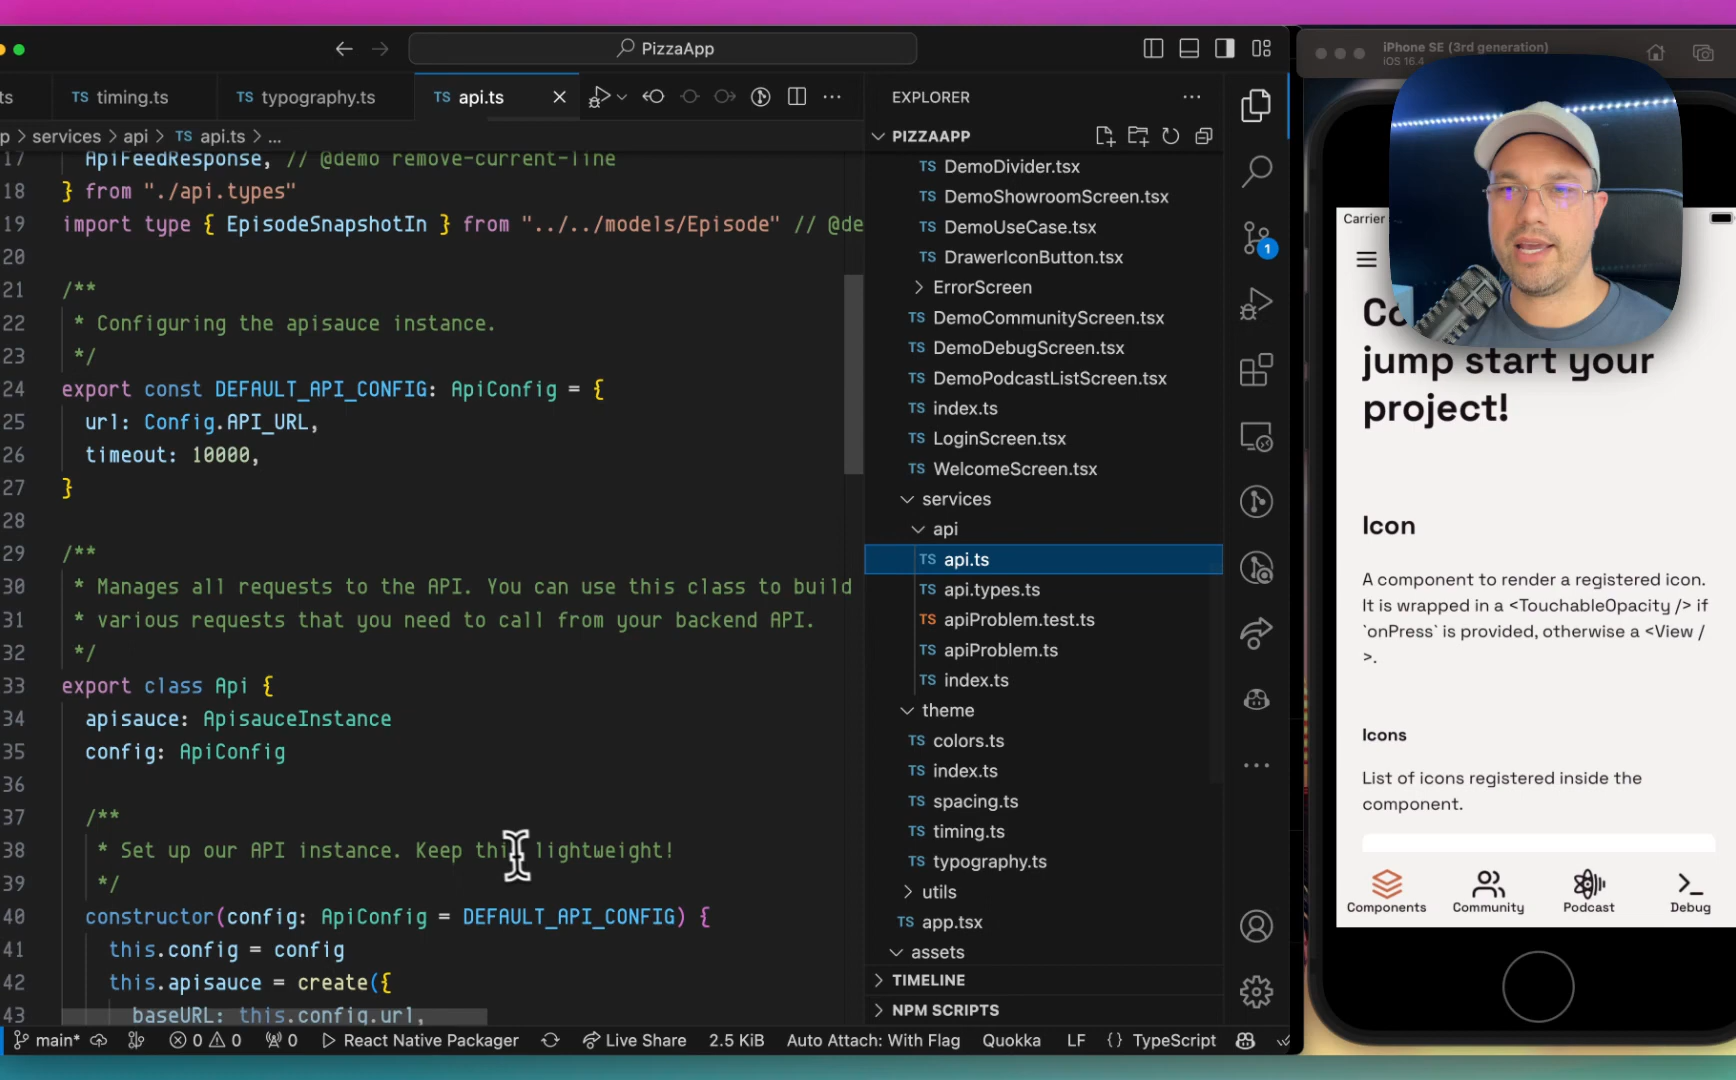 PizzaApp
ts
timing.ts
typography.ts
api.ts
p > services > api > TS api.ts > ...
17 ApiFeedResponse, // @demo remove-current-line
18 } from "./api.types"
19 import type { EpisodeSnapshotIn } from "../../models/Episode" // @de
20
21 /**
22 * Configuring the apisauce instance.
23 */
24 export const DEFAULT_API_CONFIG: ApiConfig = {
25 url: Config.API_URL,
26 timeout: 10000,
27 }
28
29 /**
30 * Manages all requests to the API. You can use this class to build
31 * various requests that you need to call from your backend API.
32 */
33 export class Api {
34 apisauce: ApisauceInstance
35 config: ApiConfig
36
37 /**
38 * Set up our API instance. Keep this lightweight!
39 */
40 constructor(config: ApiConfig = DEFAULT_API_CONFIG) {
41 this.config = config
42 this.apisauce = create({
43 baseURL: this.config.url,
EXPLORER
PIZZAAPP
TS DemoDivider.tsx
TS DemoShowroomScreen.tsx
TS DemoUseCase.tsx
TS DrawerIconButton.tsx
ErrorScreen
TS DemoCommunityScreen.tsx
TS DemoDebugScreen.tsx
TS DemoPodcastListScreen.tsx
TS index.ts
TS LoginScreen.tsx
TS WelcomeScreen.tsx
services
api
TS api.ts
TS api.types.ts
TS apiProblem.test.ts
TS apiProblem.ts
TS index.ts
theme
TS colors.ts
TS index.ts
TS spacing.ts
TS timing.ts
TS typography.ts
utils
TS app.tsx
assets
TIMELINE
NPM SCRIPTS
1
main* 0 0 0 React Native Packager Live Share 2.5 KiB Auto Attach: With Flag Quokka LF {} TypeScript
iPhone SE (3rd generation)
iOS 16.4
Carrier
jump start your
project!
Icon
A component to render a registered icon.
It is wrapped in a <TouchableOpacity /> if
`onPress` is provided, otherwise a <View /
>.
Icons
List of icons registered inside the
component.
Components
Community
Podcast
Debug